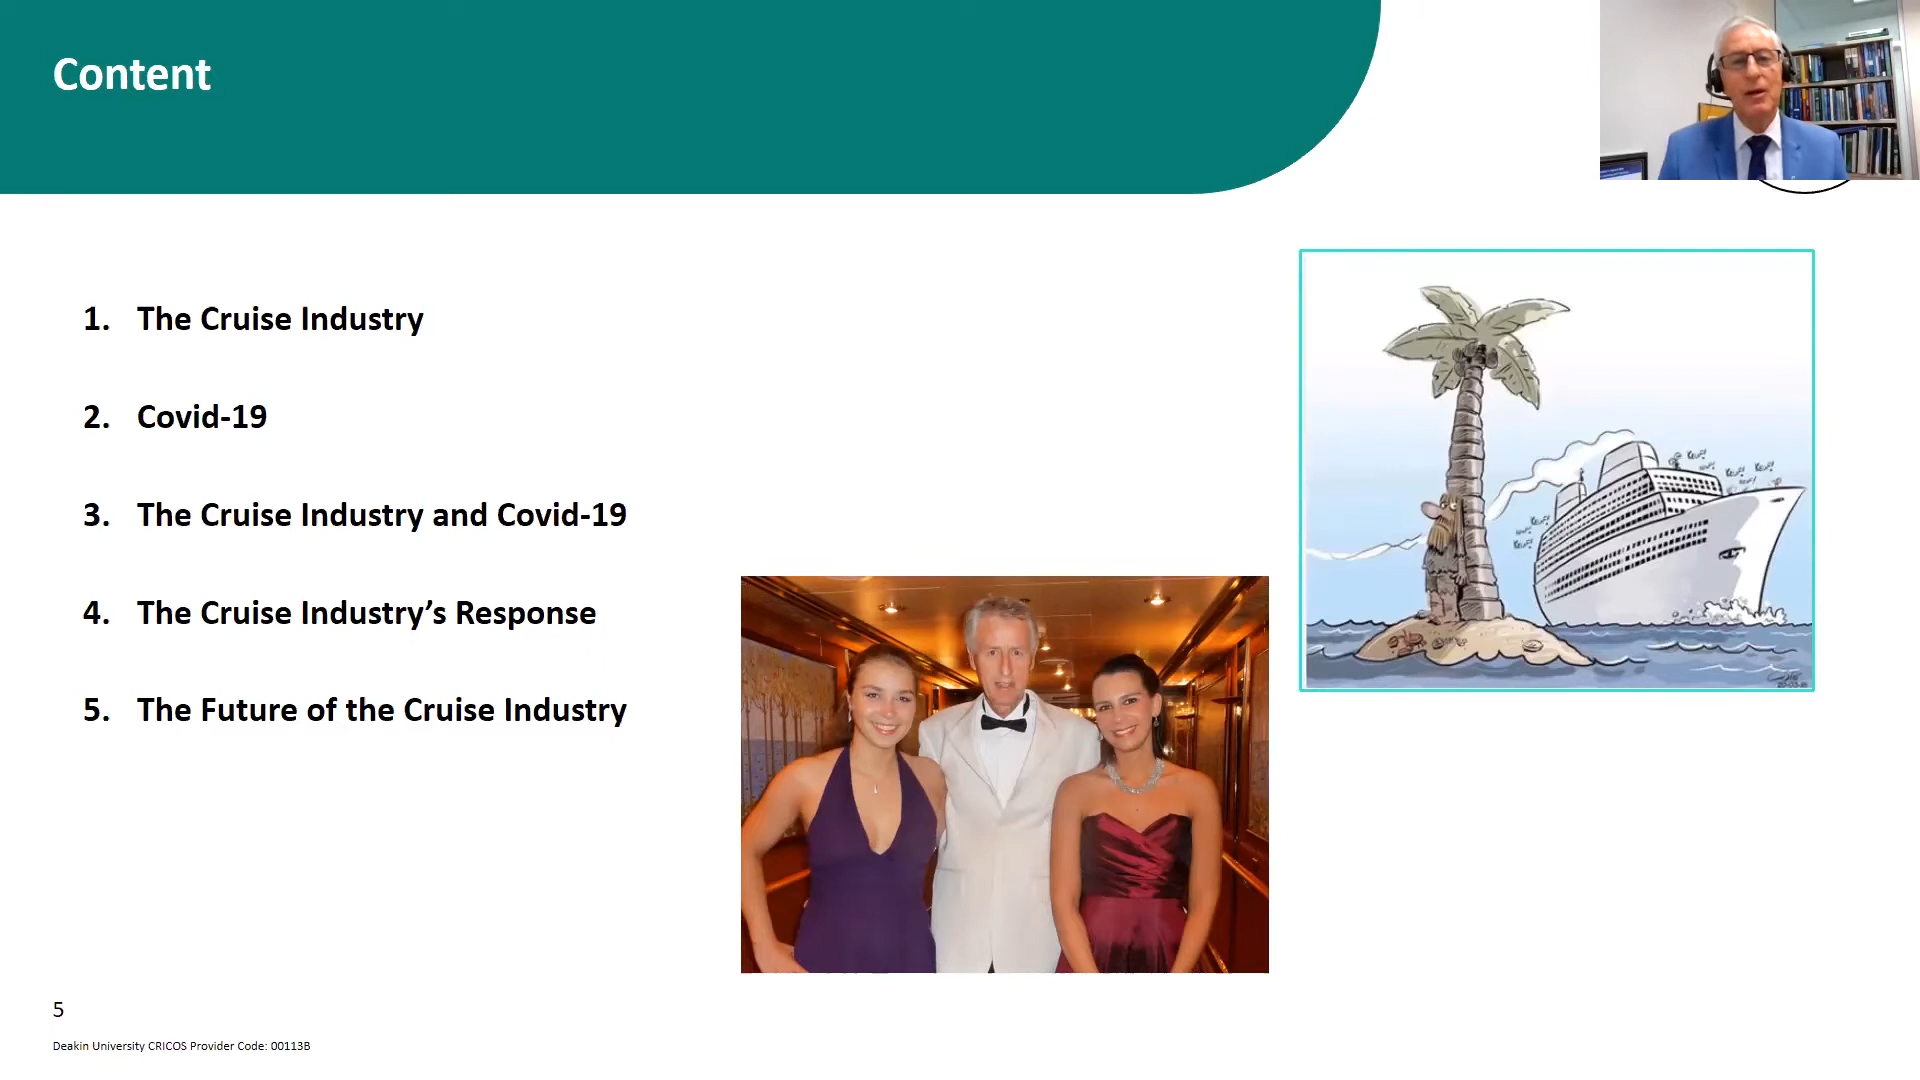 Content
1. The Cruise Industry
2. Covid-19
3. The Cruise Industry and Covid-19
4. The Cruise Industry’s Response
5. The Future of the Cruise Industry
5
Deakin University CRICOS Provider Code: 00113B